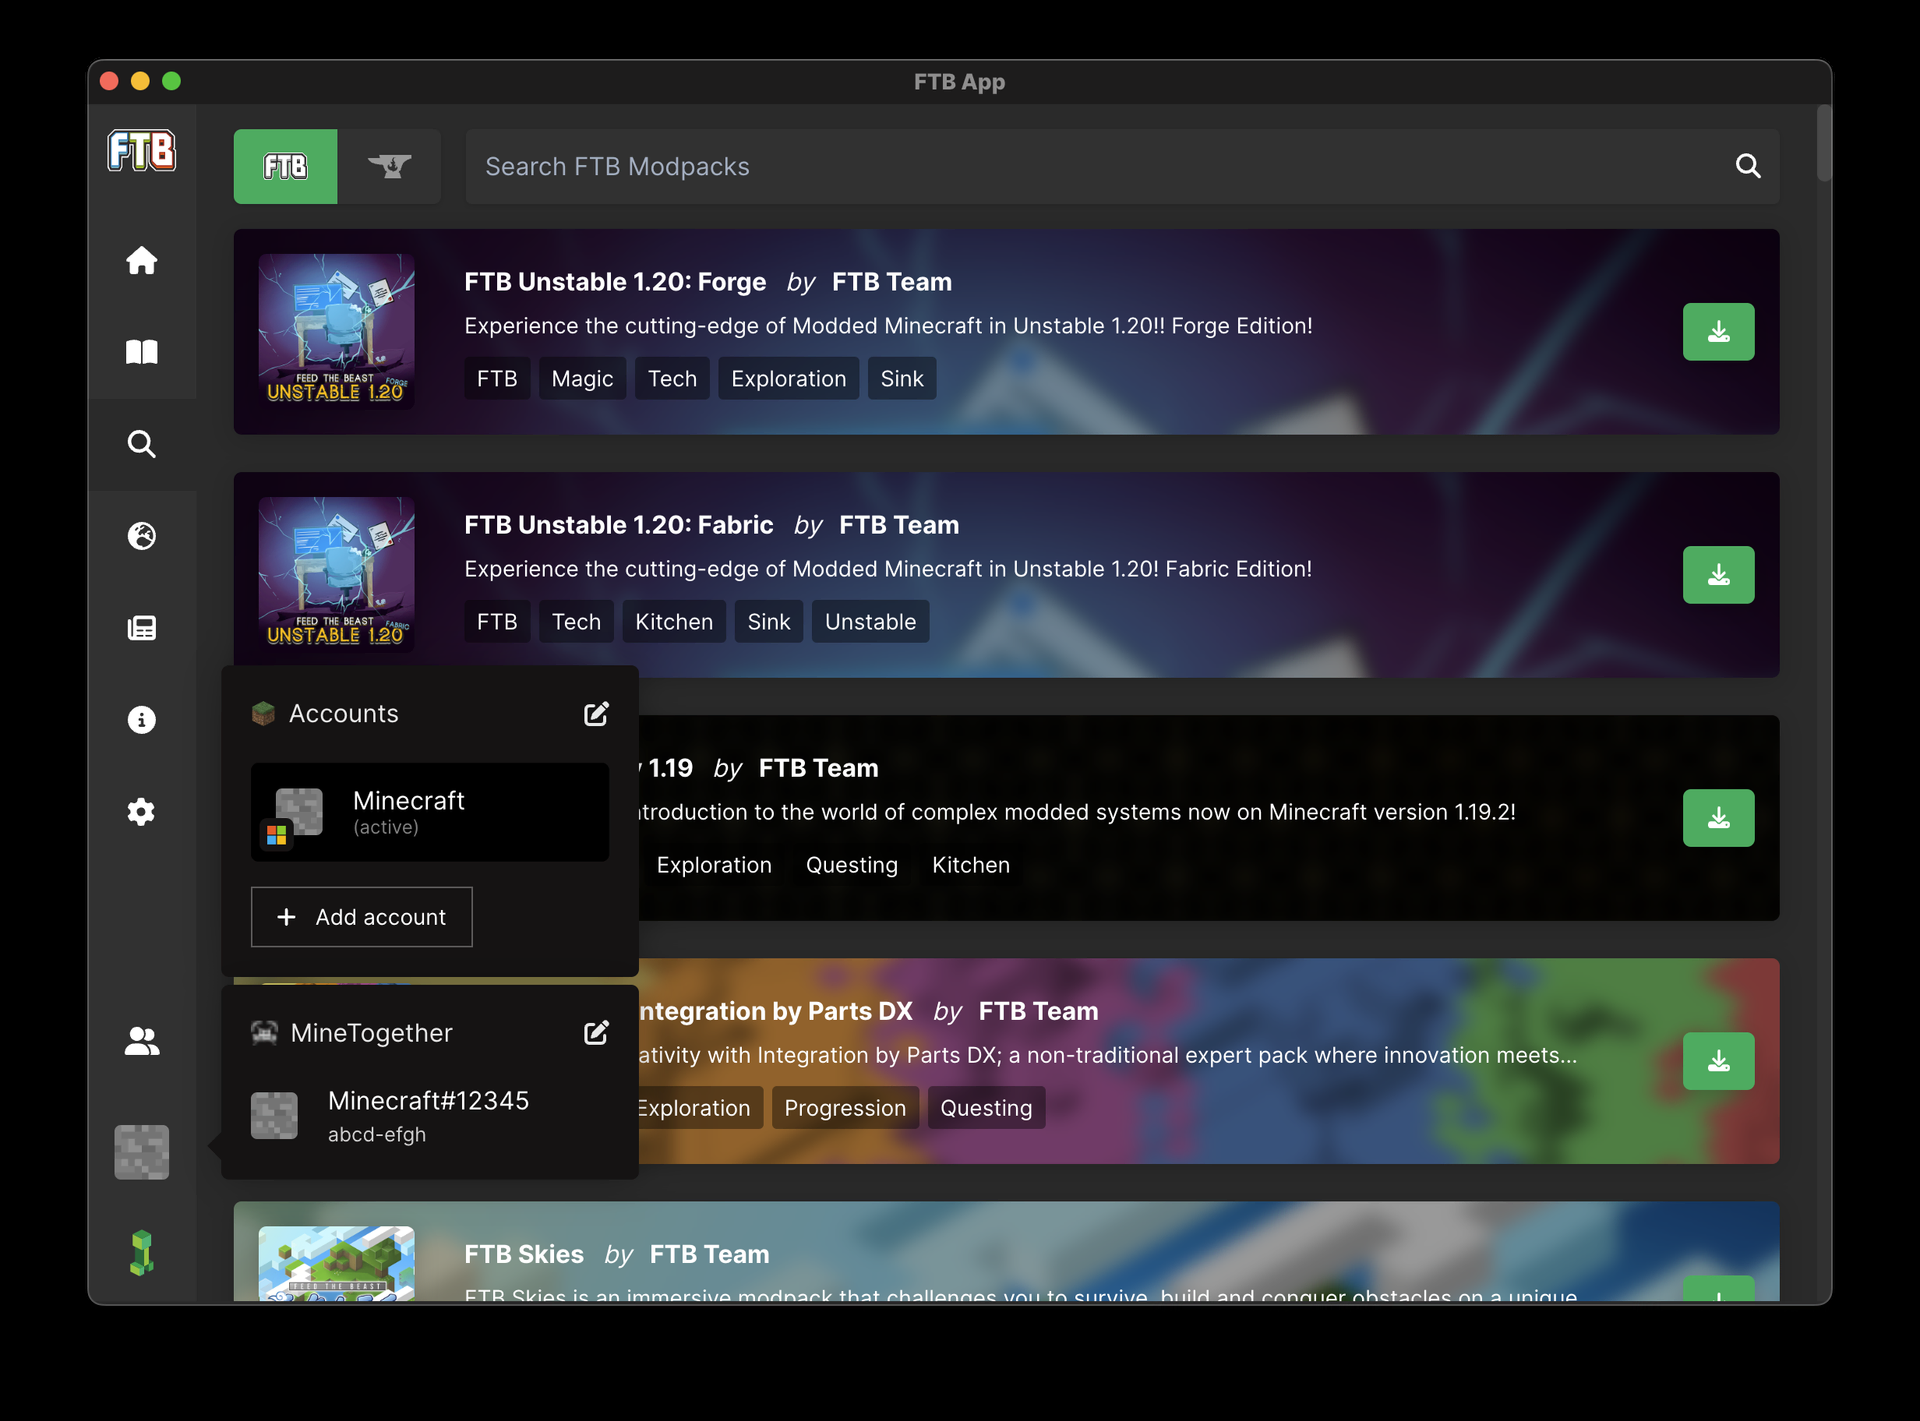 FTB App
FTB
FTB
Search FTB Modpacks
FTB Unstable 1.20: Forge by FTB Team
Experience the cutting-edge of Modded Minecraft in Unstable 1.20!! Forge Edition!
FTB Magic Tech Exploration Sink
FEED THE BEAST
FORGE
UNSTABLE 1.20
FTB Unstable 1.20: Fabric by FTB Team
Experience the cutting-edge of Modded Minecraft in Unstable 1.20! Fabric Edition!
FTB Tech Kitchen Sink Unstable
FEED THE BEAST
FABRIC
UNSTABLE 1.20
Accounts
Minecraft
(active)
Add account
1.19 by FTB Team
to the world of complex modded systems now on Minecraft version 1.19.2!
Exploration Questing Kitchen
MineTogether
Minecraft#12345
abcd-efgh
ntegration by Parts DX by FTB Team
ativity with Integration by Parts DX; a non-traditional expert pack where innovation meets...
Exploration Progression Questing
FTB Skies by FTB Team
FTB Skies is an immersive modpack that challenges you to survive, build and conquer obstacles on a unique
FEED THE BEAST